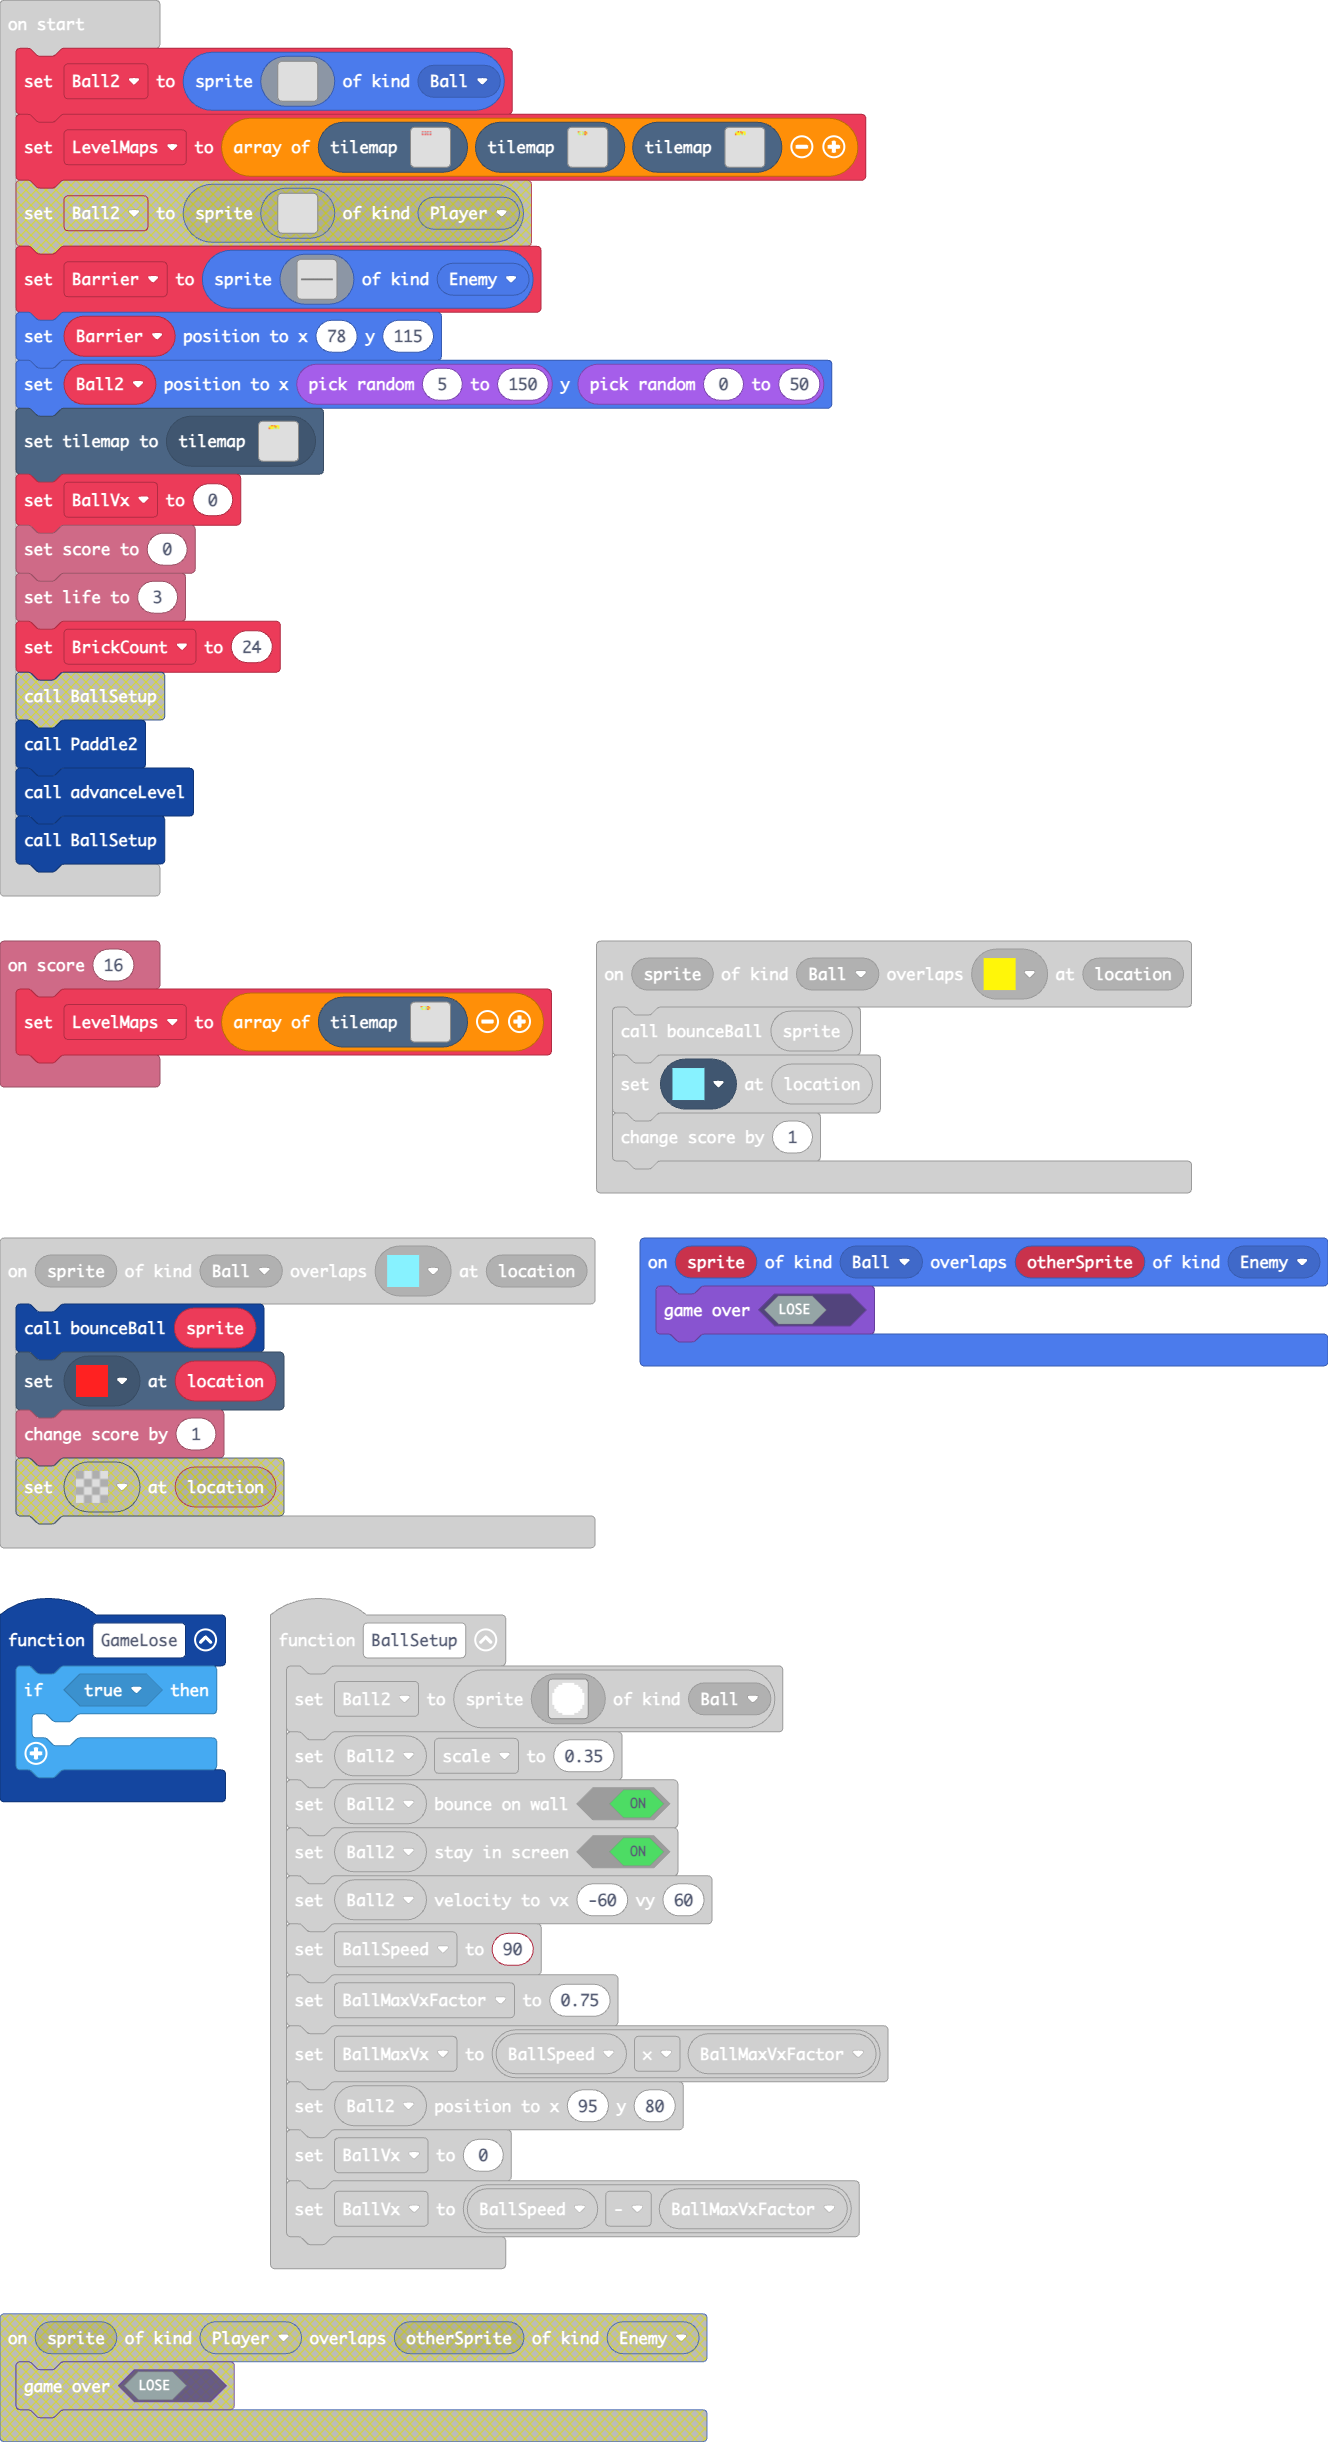 on start
set Ball2 to sprite of kind Ball
set LevelMaps to array of tilemap tilemap tilemap
set Ball2 to sprite of kind Player
set Barrier to sprite of kind Enemy
set Barrier position to x 78 y 115
set Ball2 position to x pick random 5 to 150 y pick random 0 to 50
set tilemap to tilemap
set BallVx to 0
set score to 0
set life to 3
set BrickCount to 24
call BallSetup
call Paddle2
call advanceLevel
call BallSetup
on score 16
set LevelMaps to array of tilemap
on sprite of kind Ball overlaps at location
call bounceBall sprite
set at location
change score by 1
on sprite of kind Ball overlaps at location
call bounceBall sprite
set at location
change score by 1
set at location
on sprite of kind Ball overlaps otherSprite of kind Enemy
game over LOSE
function GameLose
if true then
function BallSetup
set Ball2 to sprite of kind Ball
set Ball2 scale to 0.35
set Ball2 bounce on wall ON
set Ball2 stay in screen ON
set Ball2 velocity to vx -60 vy 60
set BallSpeed to 90
set BallMaxVxFactor to 0.75
set BallMaxVx to BallSpeed × BallMaxVxFactor
set Ball2 position to x 95 y 80
set BallVx to 0
set BallVx to BallSpeed - BallMaxVxFactor
on sprite of kind Player overlaps otherSprite of kind Enemy
game over LOSE